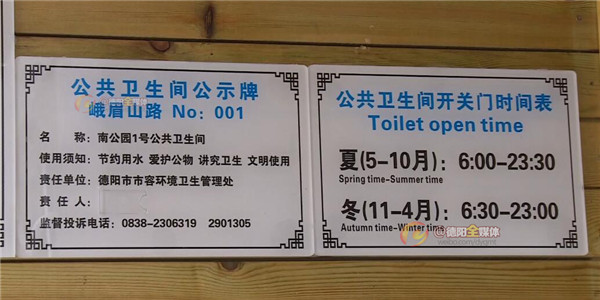 公共卫生间公示牌
峨眉山路 No: 001
名 称: 南公园1号公共卫生间
使用须知: 节约用水 爱护公物 讲究卫生 文明使用
责任单位: 德阳市市容环境卫生管理处
责 任 人:
监督投诉电话: 0838-2306319 2901305
公共卫生间开关门时间表
Toilet open time
夏(5-10月): 6:00-23:30
Spring time-Summer time
冬(11-4月): 6:30-23:00
Autumn time-Winter time
@德阳全媒体